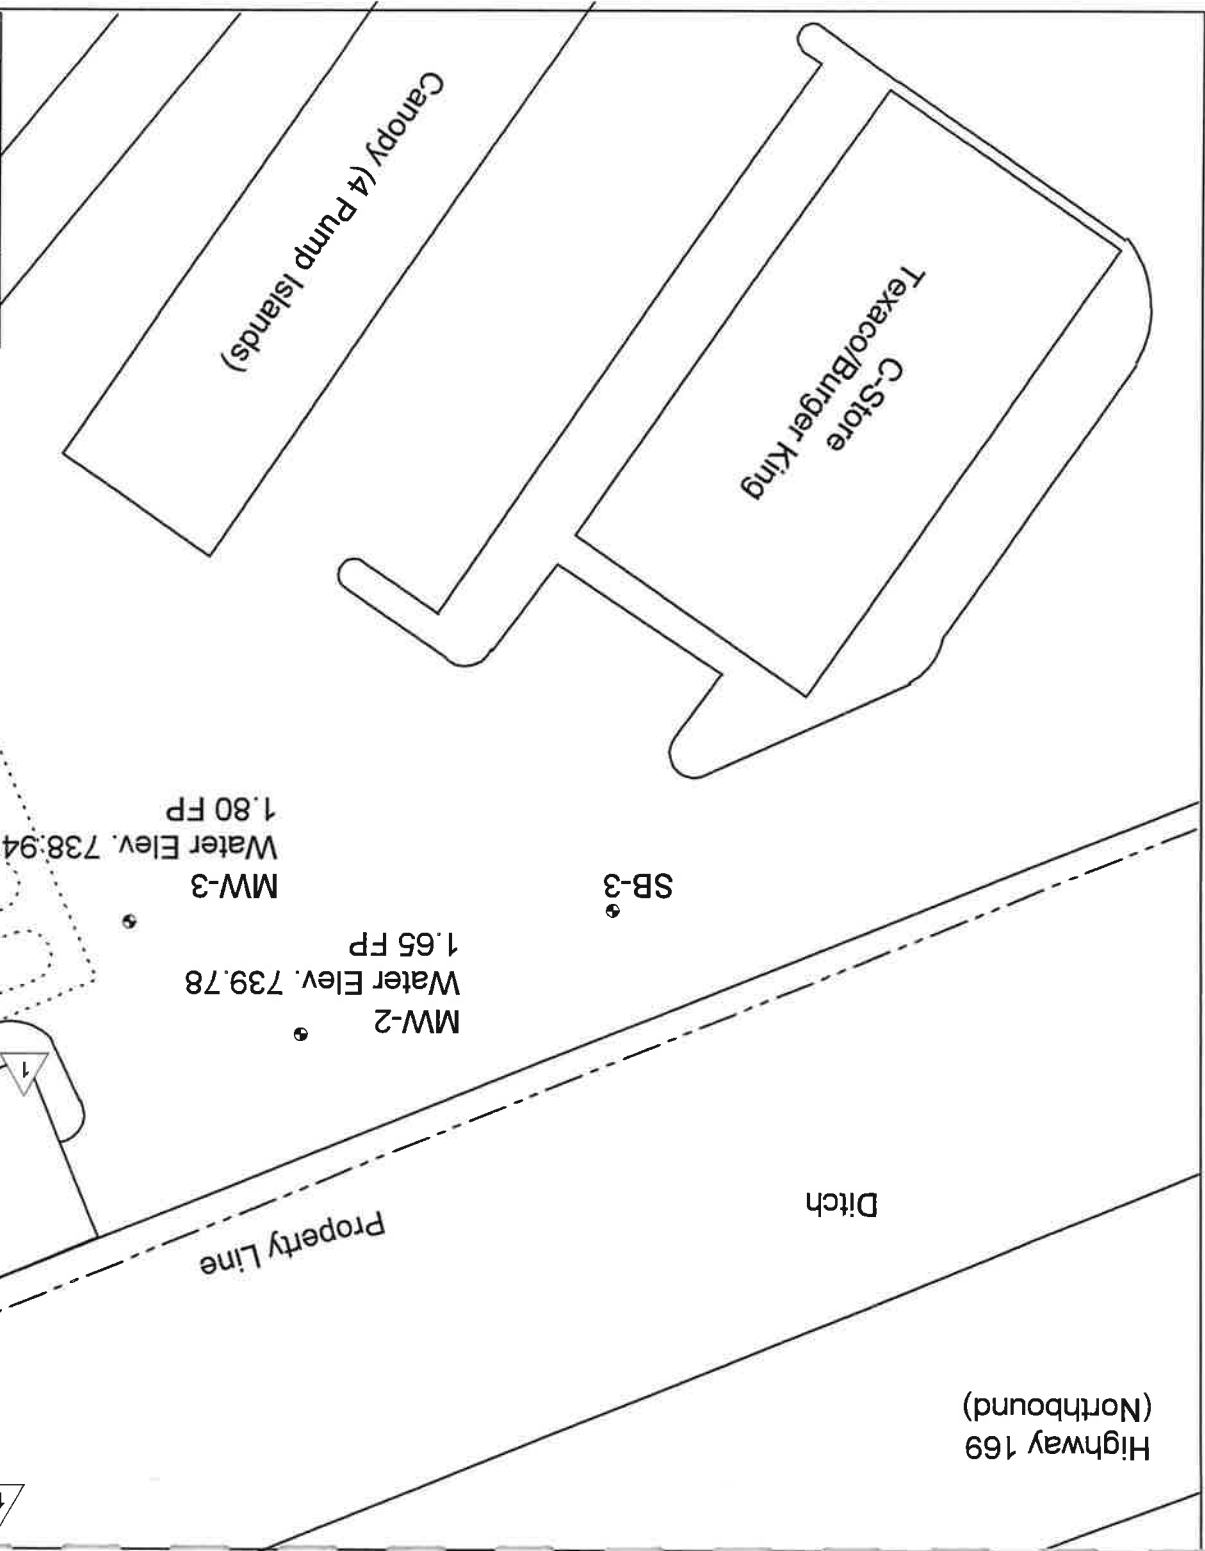 Highway 169
(Northbound)
Ditch
Property Line
1
MW-2
Water Elev. 739.78
1.65 FP
SB-3
MW-3
Water Elev. 738.94
1.80 FP
C-Store
Texaco/Burger King
Canopy (4 Pump Islands)